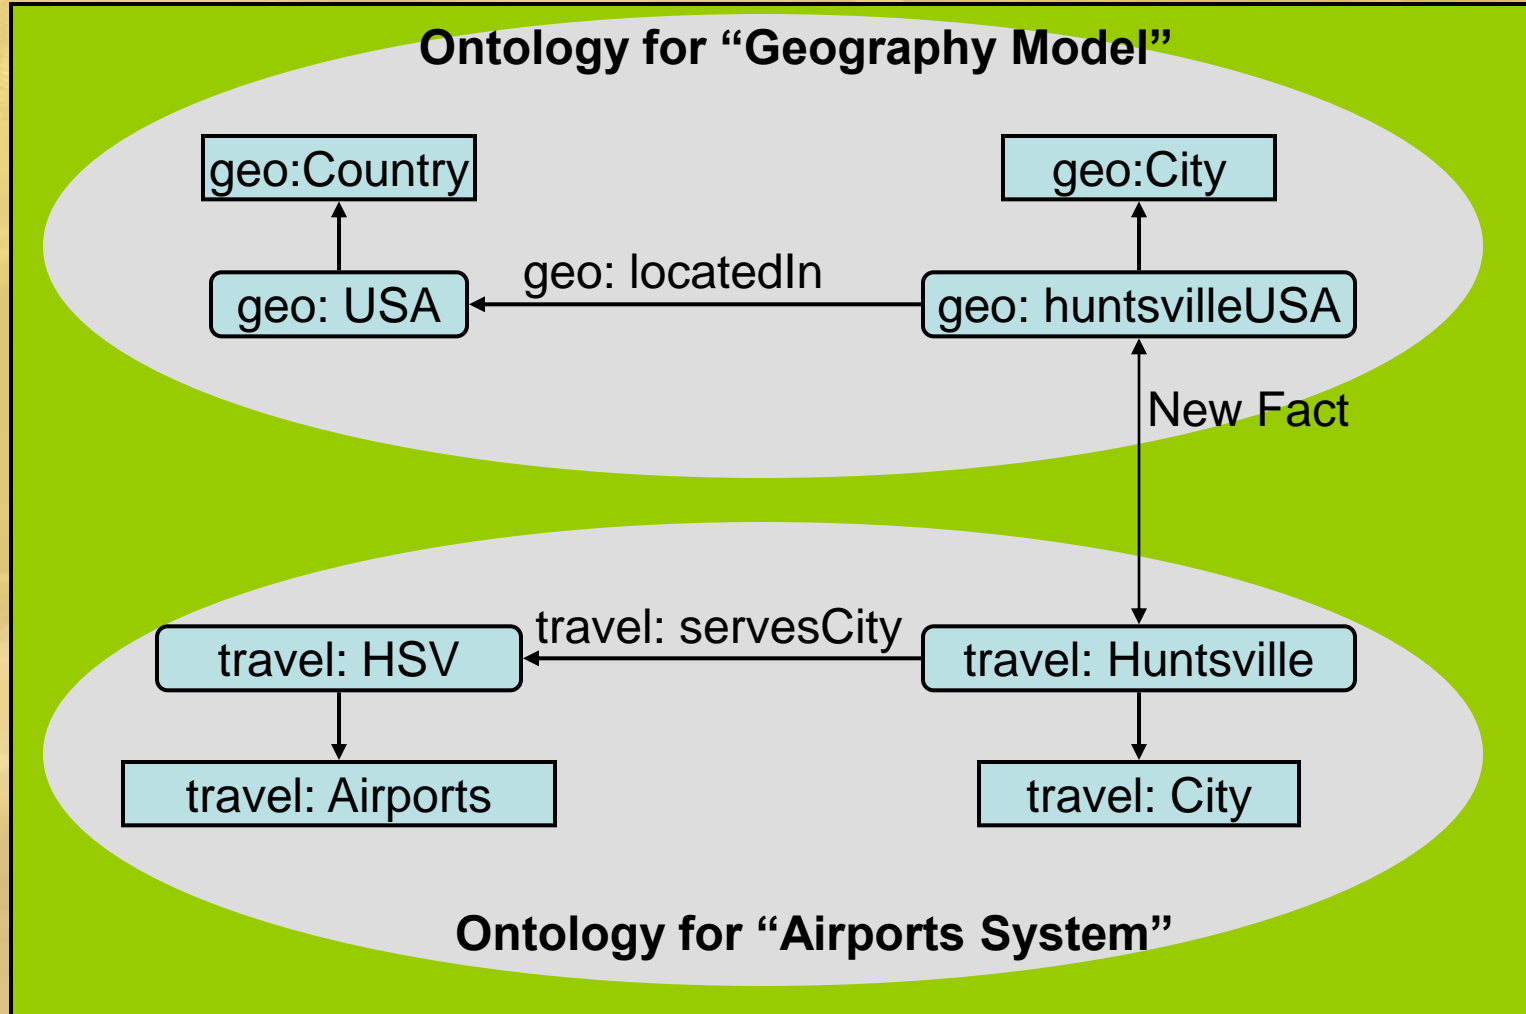 Ontology for “Geography Model”
geo:Country
geo:City
geo: locatedIn
geo: USA
geo: huntsvilleUSA
New Fact
travel: servesCity
travel: HSV
travel: Huntsville
travel: Airports
travel: City
Ontology for “Airports System”